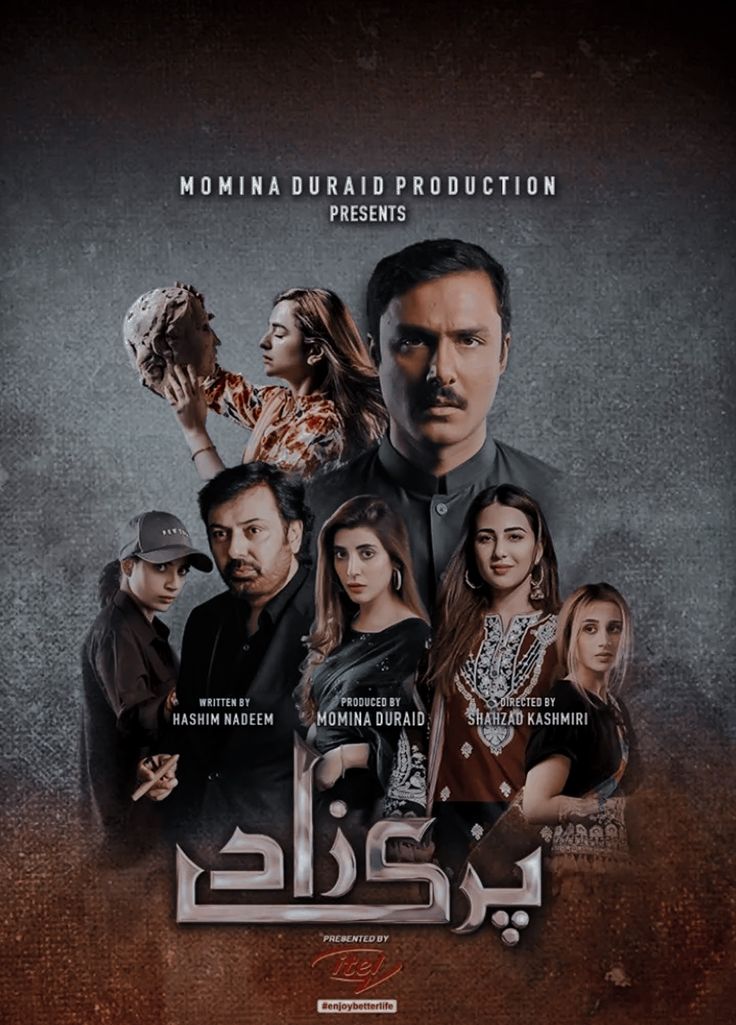 MOMINA DURAID PRODUCTION
PRESENTS
WRITTEN BY
HASHIM NADEEM
PRODUCED BY
MOMINA DURAID
DIRECTED BY
SHAHZAD KASHMIRI
پری زاد
PRESENTED BY
itel
#enjoybetterlife